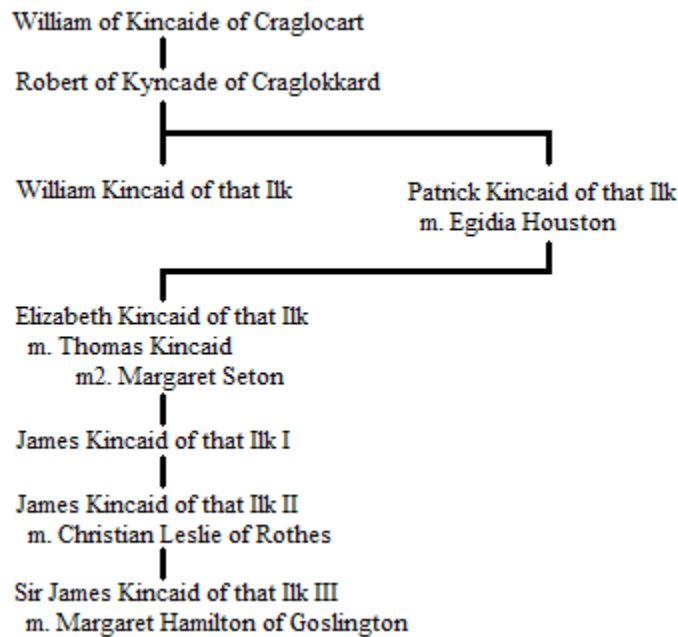 William of Kincaide of Craglocart
Robert of Kyncade of Craglokkard
William Kincaid of that Ilk
Patrick Kincaid of that Ilk
m. Egidia Houston
Elizabeth Kincaid of that Ilk
m. Thomas Kincaid
m2. Margaret Seton
James Kincaid of that Ilk I
James Kincaid of that Ilk II
m. Christian Leslie of Rothes
Sir James Kincaid of that Ilk III
m. Margaret Hamilton of Goslington